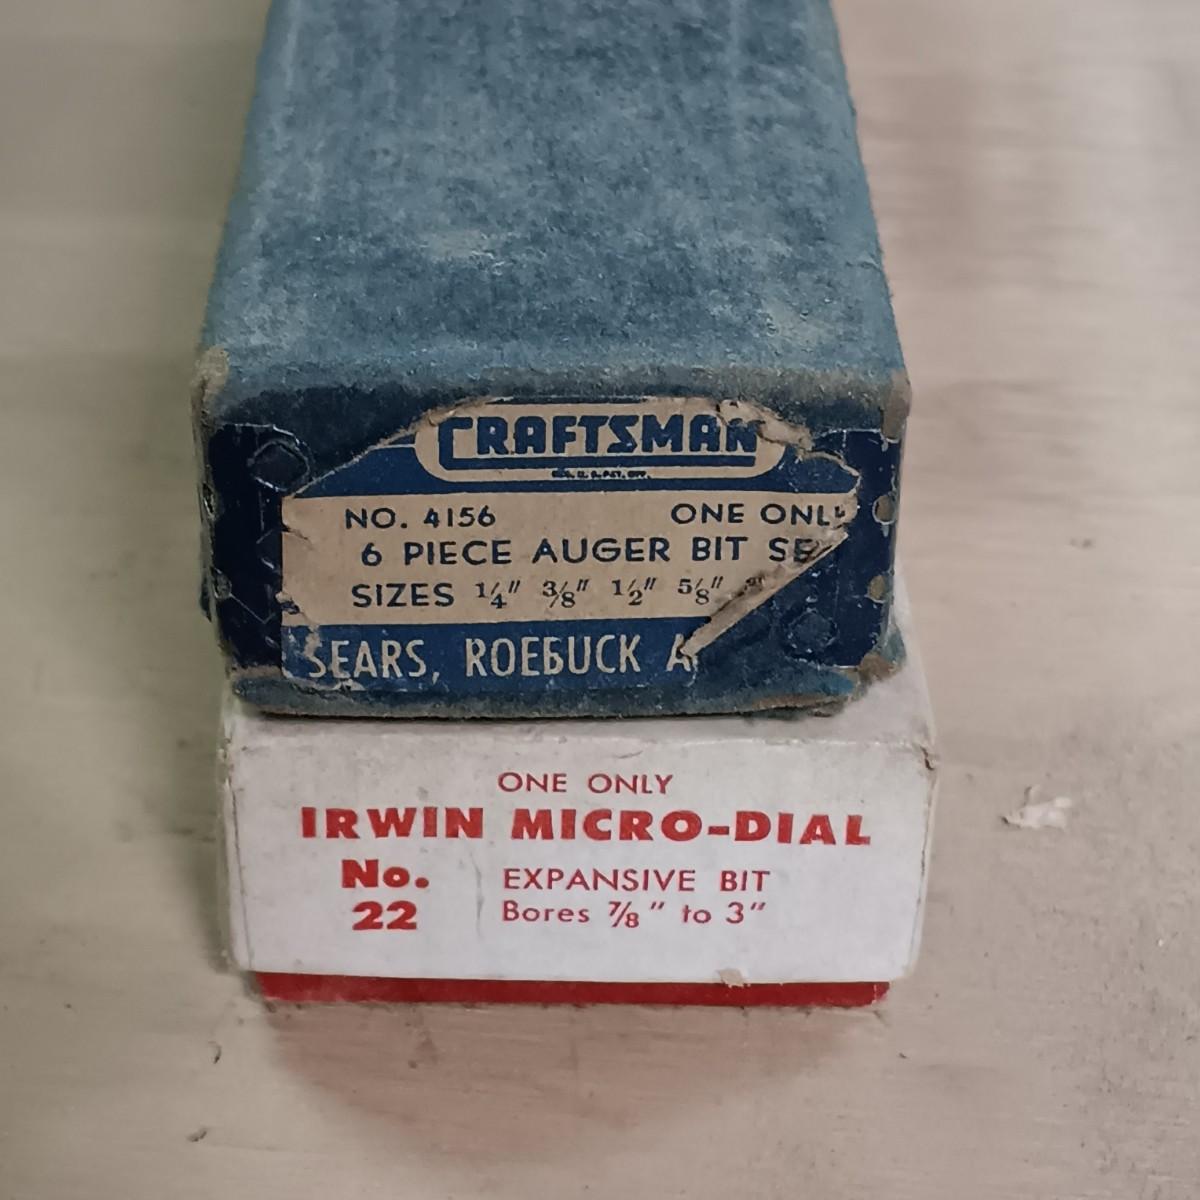 CRAFTSMAN
NO. 4156 ONE ONLY
6 PIECE AUGER BIT SE
SIZES 1/4" 3/8" 1/2" 5/8"
SEARS, ROEBUCK A
ONE ONLY
IRWIN MICRO-DIAL
No. 22
EXPANSIVE BIT
Bores 7/8" to 3"